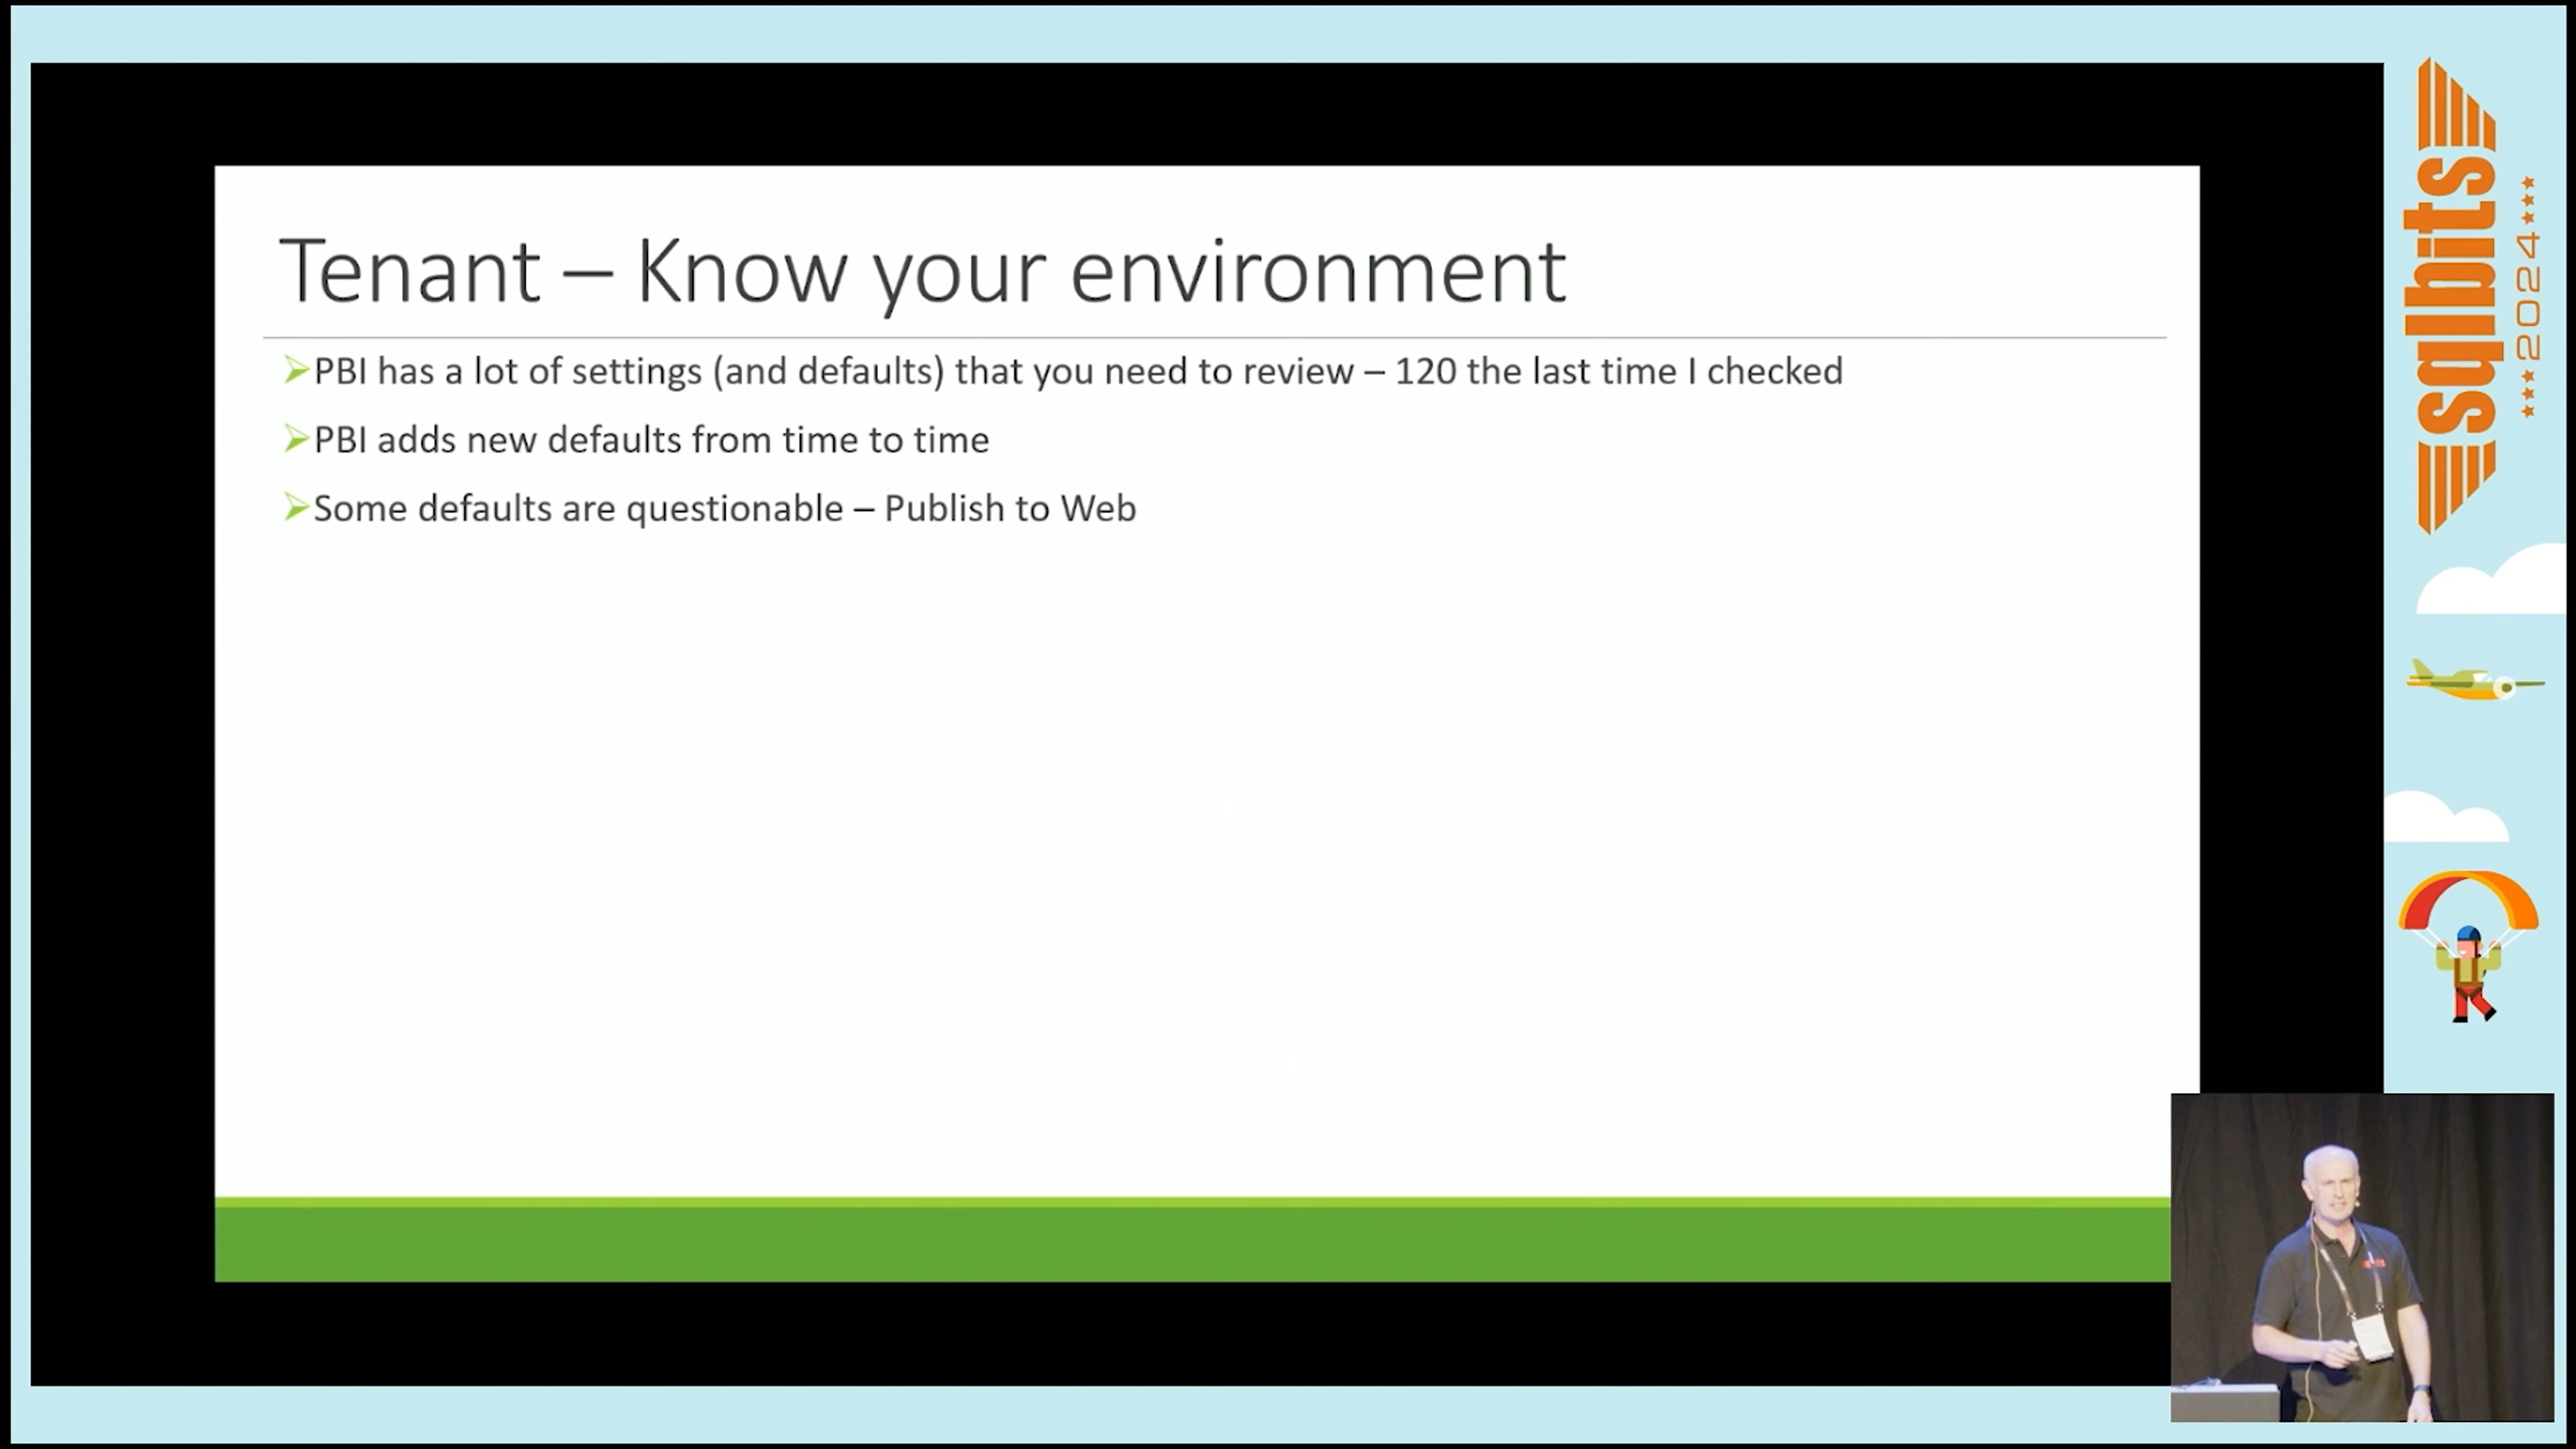 Tenant – Know your environment
PBI has a lot of settings (and defaults) that you need to review – 120 the last time I checked
PBI adds new defaults from time to time
Some defaults are questionable – Publish to Web
sqlbits
2024